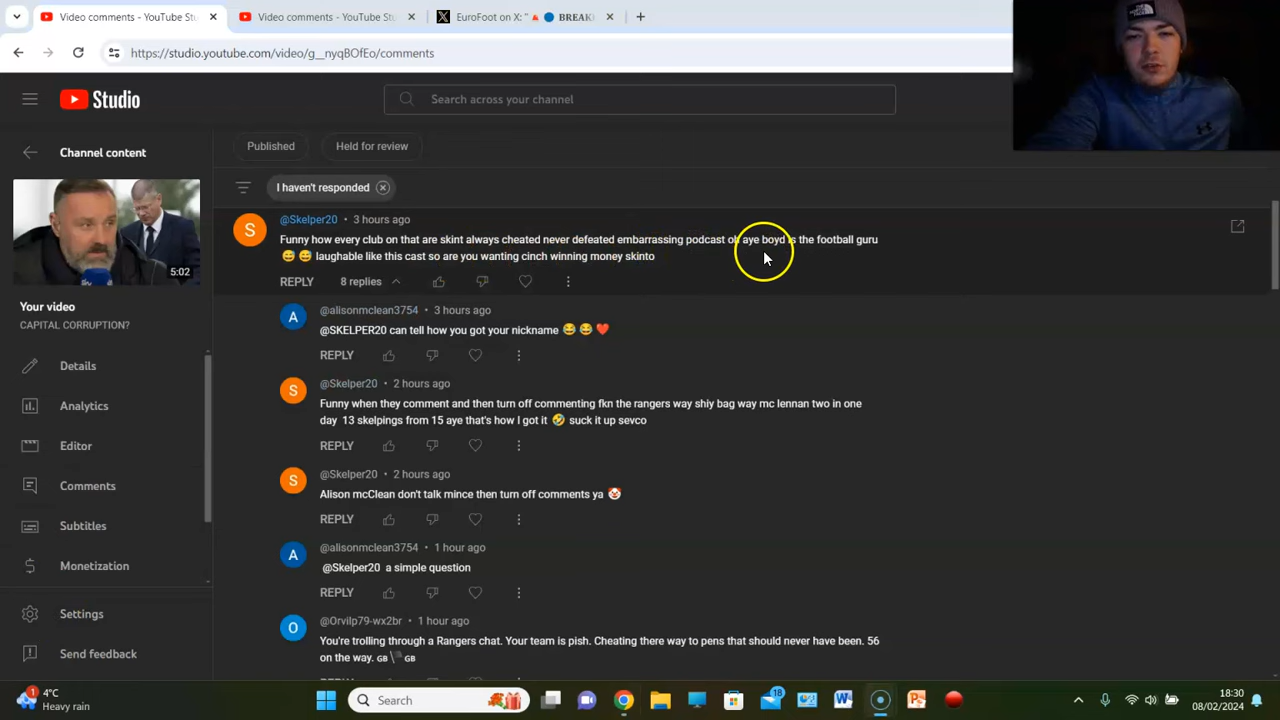 Video comments - YouTube Stu
Video comments - YouTube Stu
EuroFoot on X: "🚨🔵 BREAKI
https://studio.youtube.com/video/g__nyqBOfEo/comments
Studio
Search across your channel
THE NORTH FACE
Channel content
Published
Held for review
I haven't responded
5:02
Your video
CAPITAL CORRUPTION?
Details
Analytics
Editor
Comments
Subtitles
Monetization
Settings
Send feedback
S
@Skelper20 • 3 hours ago
Funny how every club on that are skint always cheated never defeated embarrassing podcast oh aye boyd is the football guru
😅 😅 laughable like this cast so are you wanting cinch winning money skinto
REPLY 8 replies
A
@alisonmclean3754 • 3 hours ago
@SKELPER20 can tell how you got your nickname 😂 😂 ❤️
REPLY
S
@Skelper20 • 2 hours ago
Funny when they comment and then turn off commenting fkn the rangers way shiy bag way mc lennan two in one
day 13 skelpings from 15 aye that's how I got it 🤣 suck it up sevco
REPLY
S
@Skelper20 • 2 hours ago
Alison mcClean don't talk mince then turn off comments ya 🤡
REPLY
A
@alisonmclean3754 • 1 hour ago
@Skelper20 a simple question
REPLY
O
@Orvilp79-wx2br • 1 hour ago
You're trolling through a Rangers chat. Your team is pish. Cheating there way to pens that should never have been. 56
on the way. GB 🏴 GB
1
4°C
Heavy rain
Search
18
18:30
08/02/2024